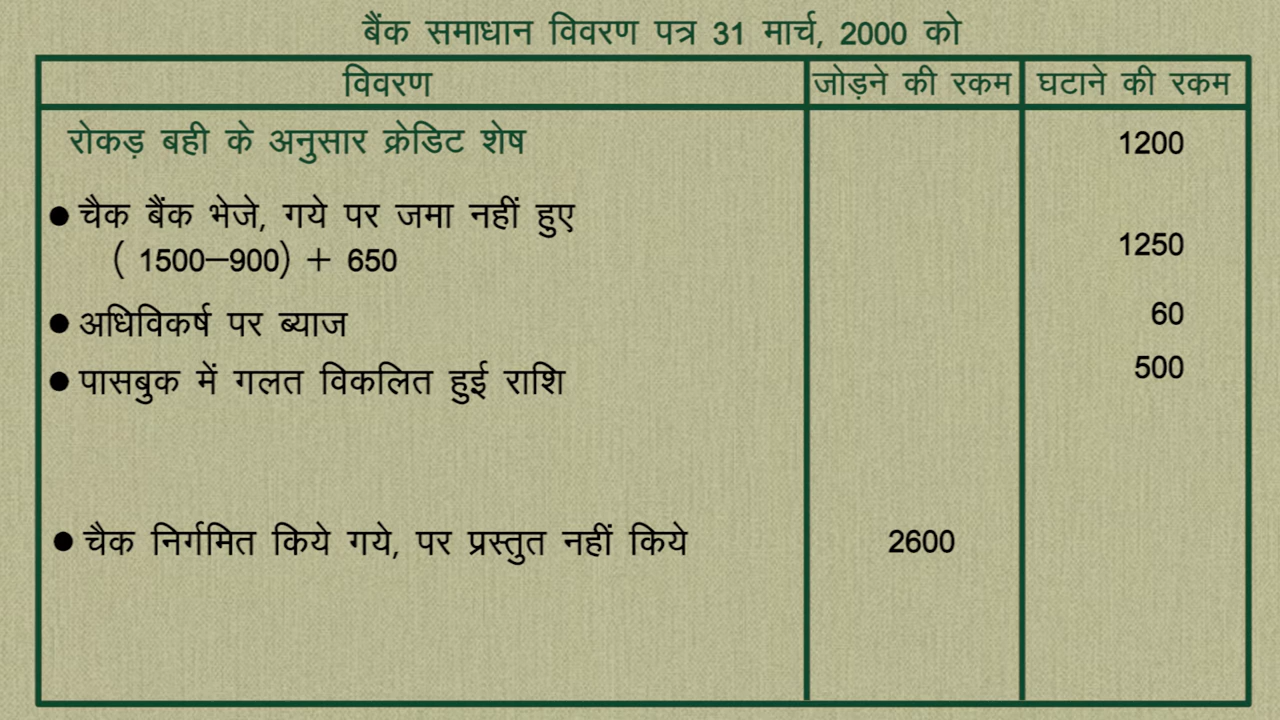 बैंक समाधान विवरण पत्र 31 मार्च, 2000 को
विवरण जोड़ने की रकम घटाने की रकम
रोकड़ बही के अनुसार क्रेडिट शेष 1200
● चैक बैंक भेजे, गये पर जमा नहीं हुए
( 1500–900) + 650 1250
● अधिविकर्ष पर ब्याज 60
● पासबुक में गलत विकलित हुई राशि 500
● चैक निर्गमित किये गये, पर प्रस्तुत नहीं किये 2600